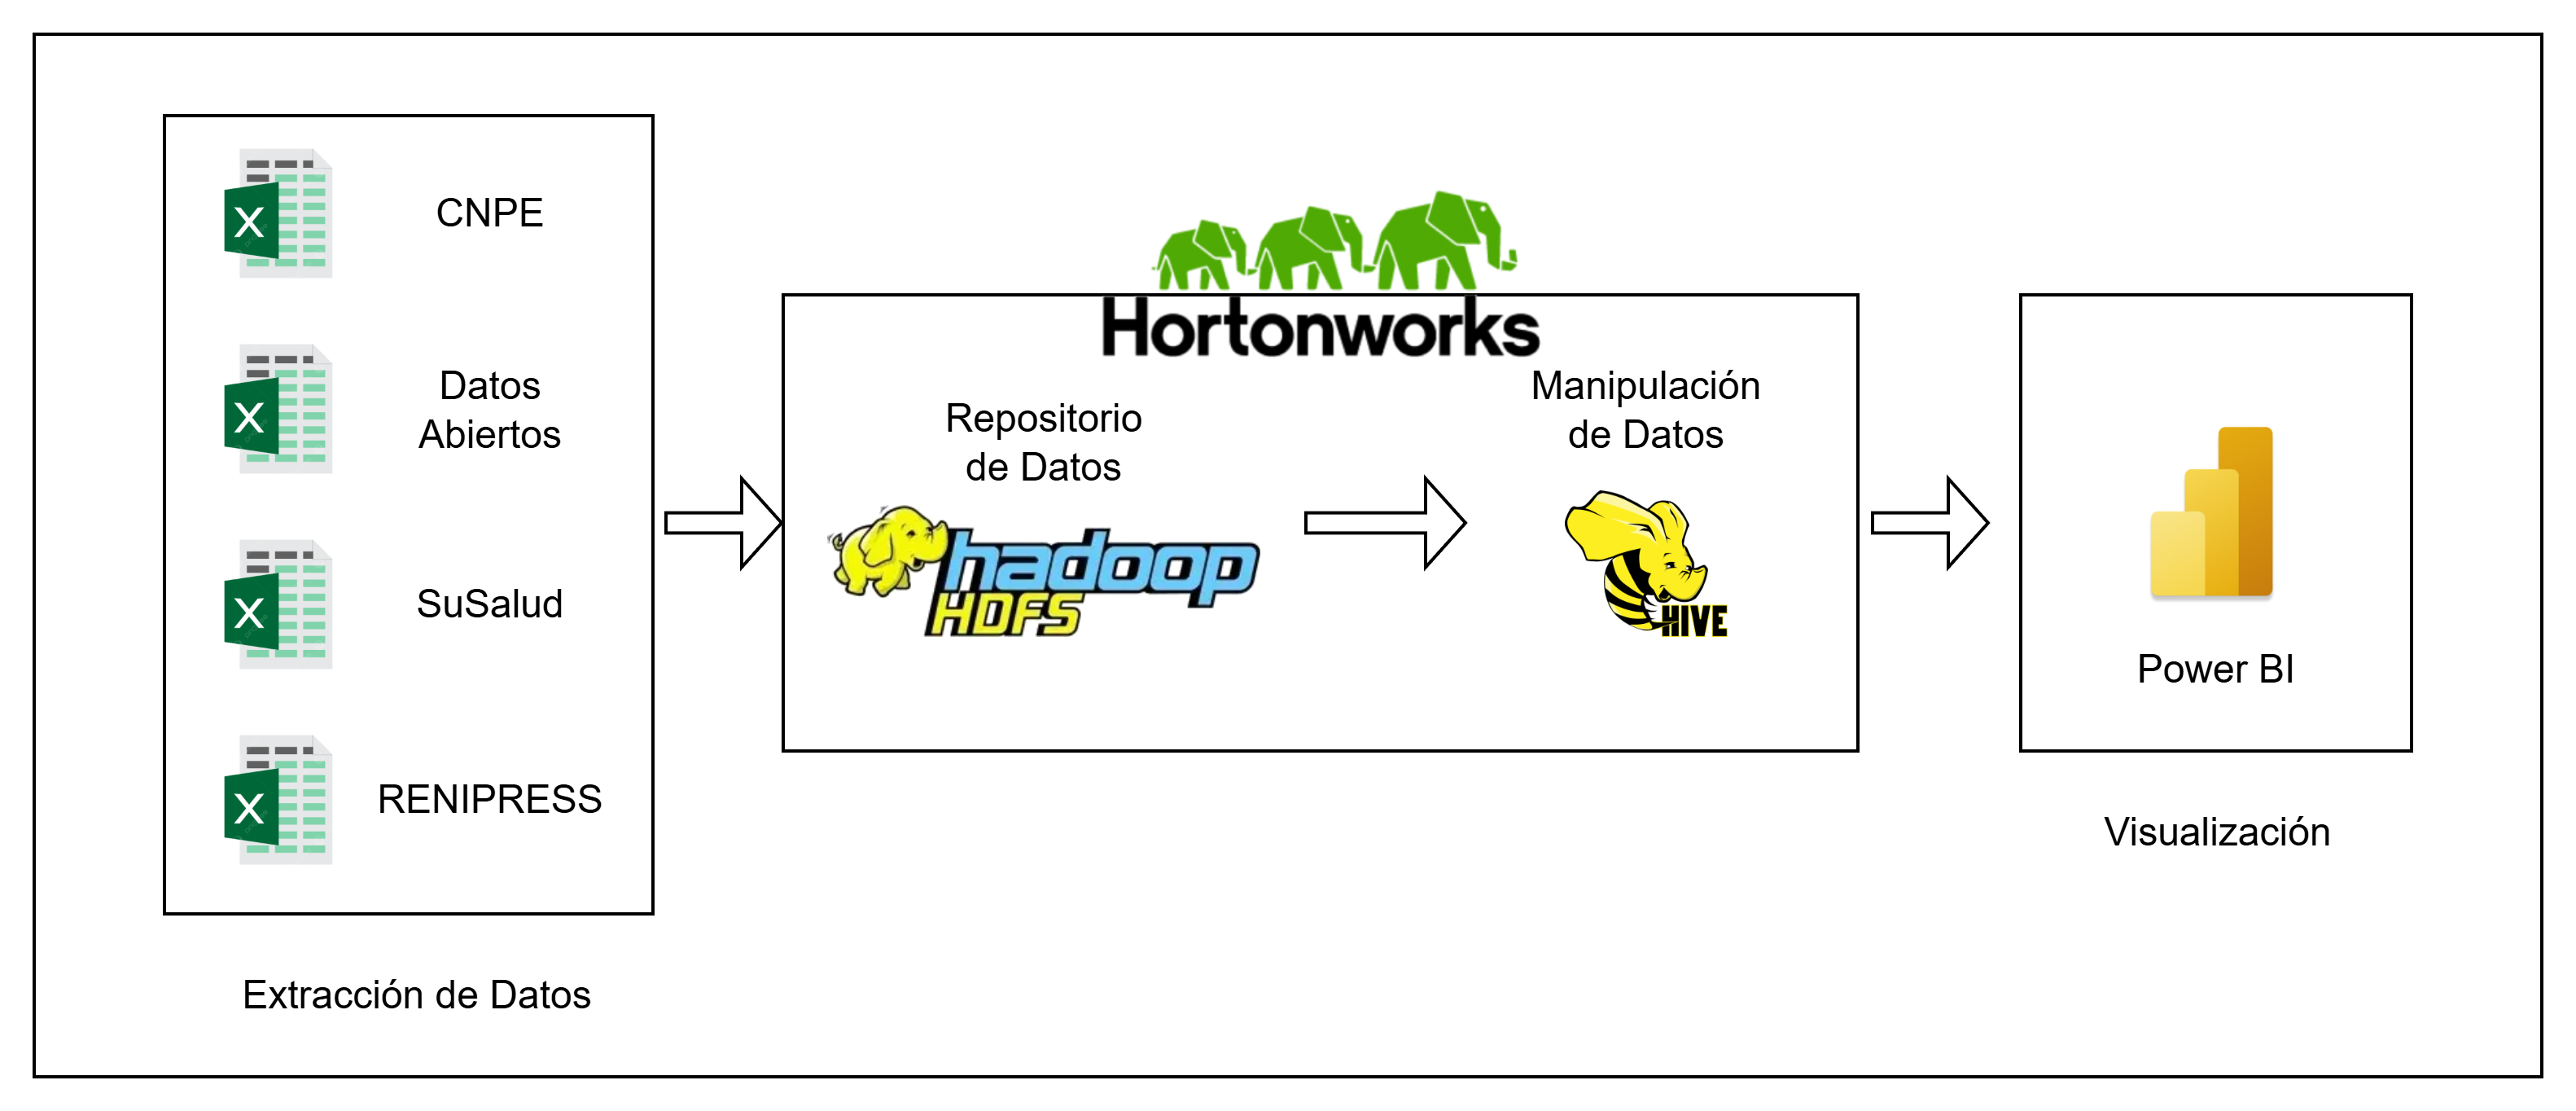 X
CNPE
X
Datos
Abiertos
X
SuSalud
X
RENIPRESS
Extracción de Datos
Hortonworks
Repositorio
de Datos
hadoop
HDFS
Manipulación
de Datos
HIVE
Power BI
Visualización